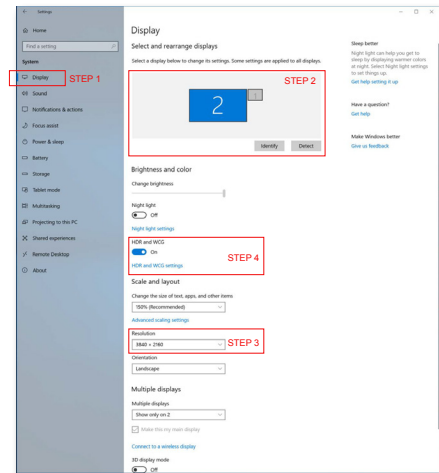 Settings
Home
Find a setting
System
Display
STEP 1
Sound
Notifications & actions
Focus assist
Power & sleep
Battery
Storage
Tablet mode
Multitasking
Projecting to this PC
Shared experiences
Remote Desktop
About
Display
Select and rearrange displays
Select a display below to change its settings. Some settings are applied to all displays.
STEP 2
2
1
Identify
Detect
Brightness and color
Change brightness
Night light
Off
Night light settings
HDR and WCG
On
STEP 4
HDR and WCG settings
Scale and layout
Change the size of text, apps, and other items
150% (Recommended)
Advanced scaling settings
Resolution
3840 × 2160
STEP 3
Orientation
Landscape
Multiple displays
Multiple displays
Show only on 2
Make this my main display
Connect to a wireless display
3D display mode
Off
Sleep better
Night light can help you get to
sleep by displaying warmer colors
at night. Select Night light settings
to set things up.
Get help setting it up
Have a question?
Get help
Make Windows better
Give us feedback